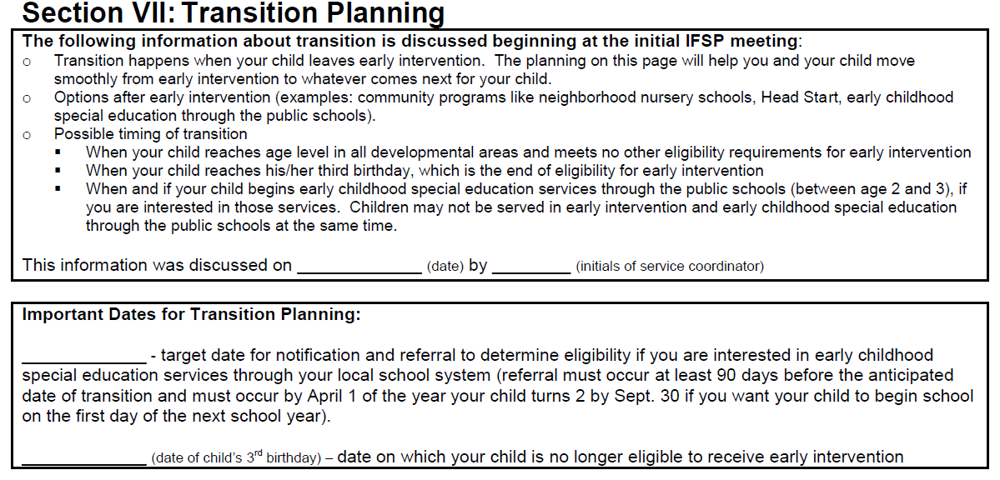 Section VII: Transition Planning
The following information about transition is discussed beginning at the initial IFSP meeting:
o Transition happens when your child leaves early intervention. The planning on this page will help you and your child move
smoothly from early intervention to whatever comes next for your child.
o Options after early intervention (examples: community programs like neighborhood nursery schools, Head Start, early childhood
special education through the public schools).
o Possible timing of transition
▪ When your child reaches age level in all developmental areas and meets no other eligibility requirements for early intervention
▪ When your child reaches his/her third birthday, which is the end of eligibility for early intervention
▪ When and if your child begins early childhood special education services through the public schools (between age 2 and 3), if
you are interested in those services. Children may not be served in early intervention and early childhood special education
through the public schools at the same time.
This information was discussed on _____________ (date) by ________ (initials of service coordinator)
Important Dates for Transition Planning:
_____________ - target date for notification and referral to determine eligibility if you are interested in early childhood
special education services through your local school system (referral must occur at least 90 days before the anticipated
date of transition and must occur by April 1 of the year your child turns 2 by Sept. 30 if you want your child to begin school
on the first day of the next school year).
_____________ (date of child's 3rd birthday) – date on which your child is no longer eligible to receive early intervention